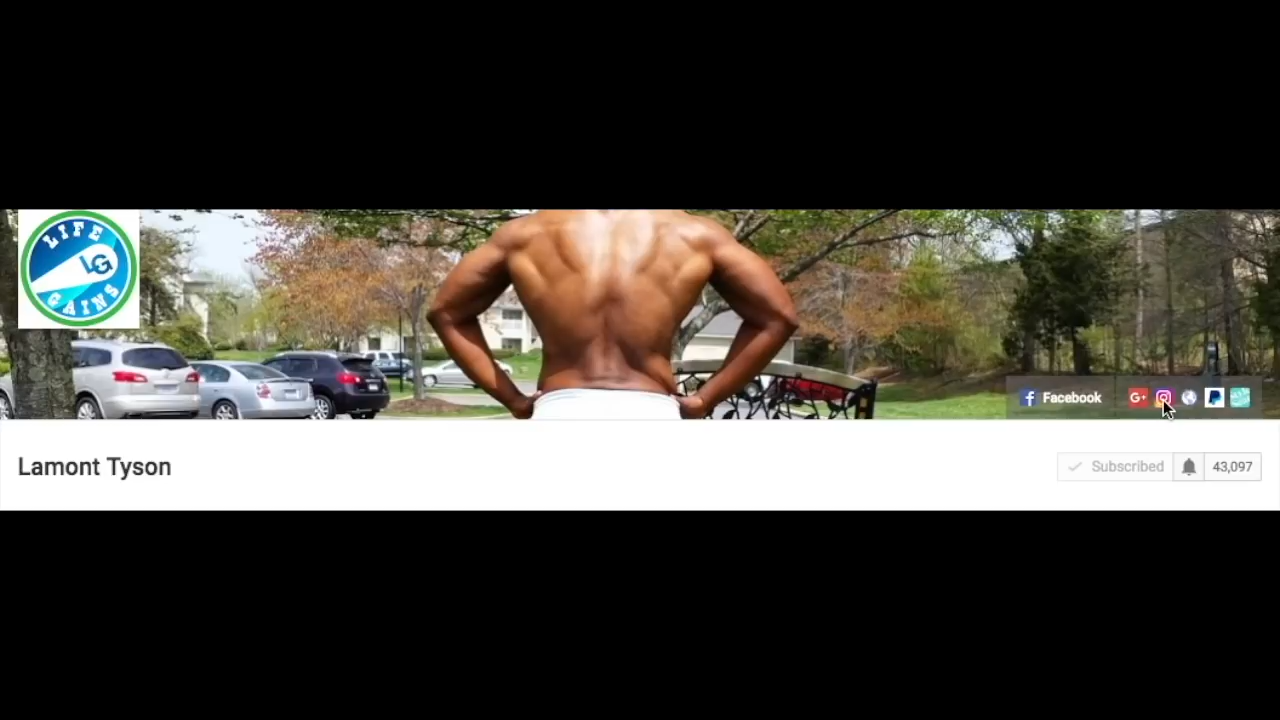 LIFE
LG
GAINS
Facebook
G+
Lamont Tyson
Subscribed
43,097